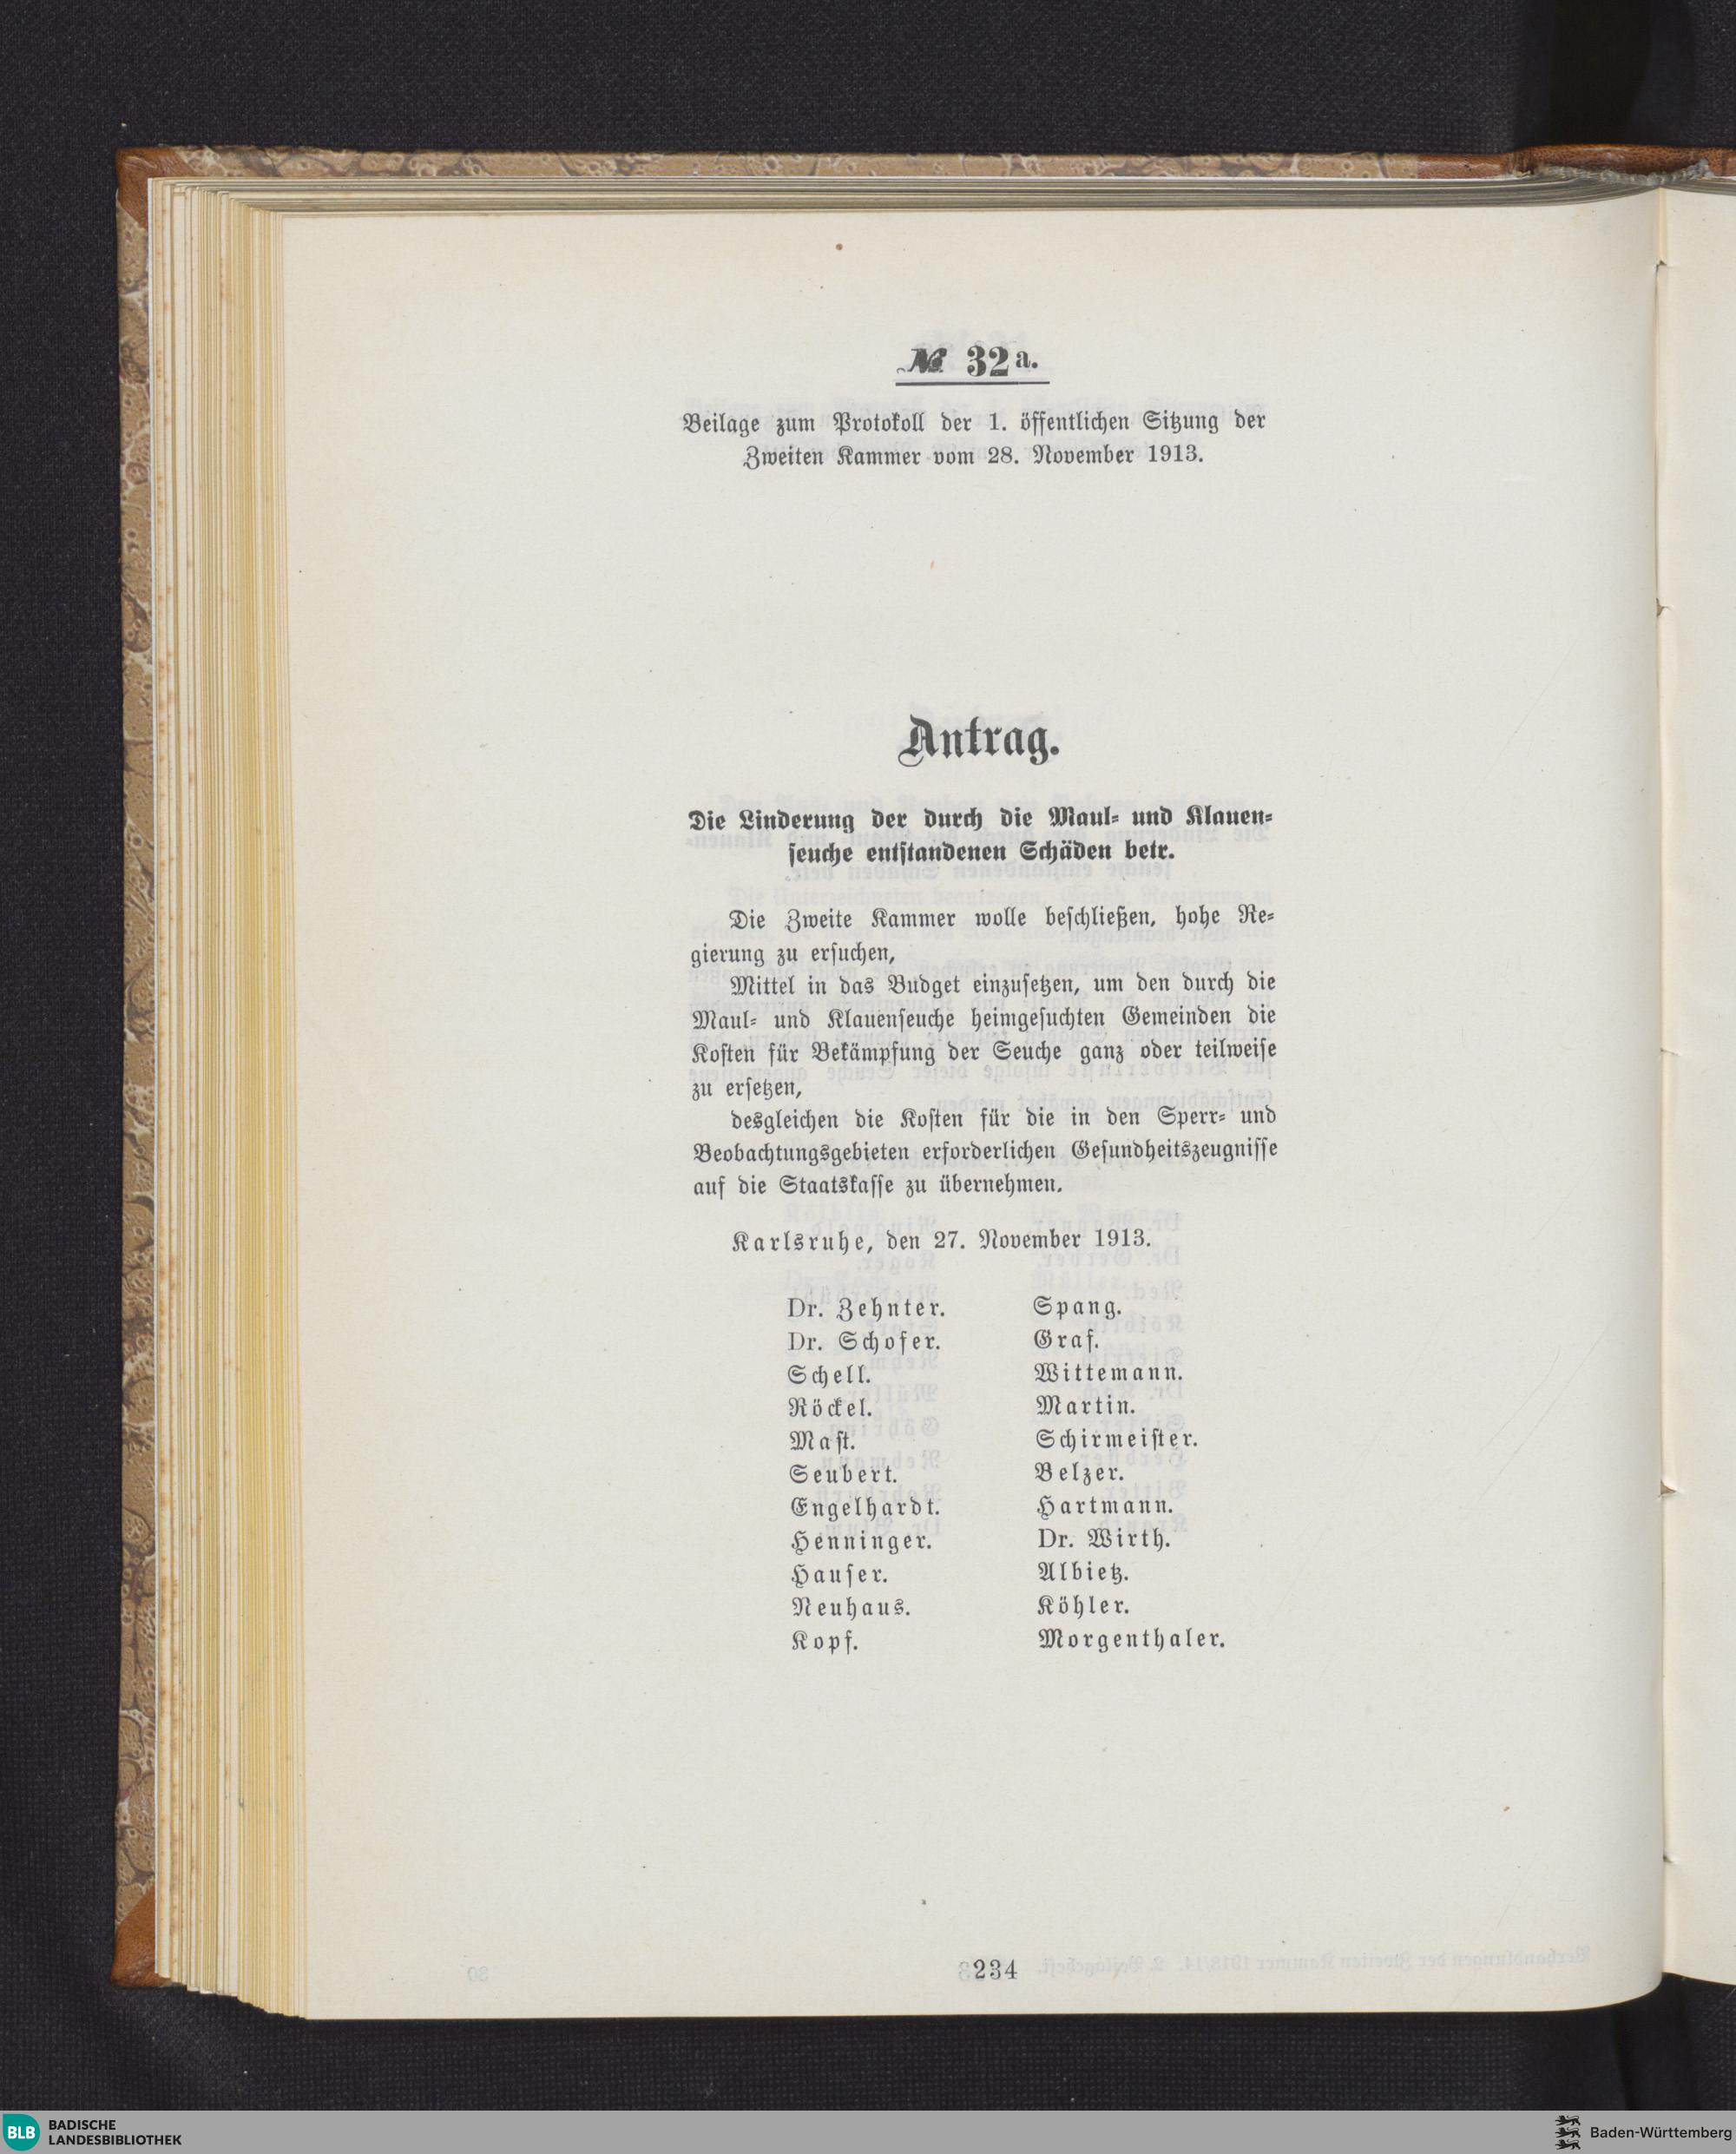 № 32a.
Beilage zum Protokoll der 1. öffentlichen Sitzung der
Zweiten Kammer vom 28. November 1913.
Antrag.
Die Linderung der durch die Maul- und Klauen-
seuche entstandenen Schäden betr.
Die Zweite Kammer wolle beschließen, hohe Re-
gierung zu ersuchen,
Mittel in das Budget einzusetzen, um den durch die
Maul- und Klauenseuche heimgesuchten Gemeinden die
Kosten für Bekämpfung der Seuche ganz oder teilweise
zu ersetzen,
desgleichen die Kosten für die in den Sperr- und
Beobachtungsgebieten erforderlichen Gesundheitszeugnisse
auf die Staatskasse zu übernehmen.
Karlsruhe, den 27. November 1913.
Dr. Zehnter. Spang.
Dr. Schofer. Graf.
Schell. Wittemann.
Röckel. Martin.
Mast. Schirmeister.
Seubert. Belzer.
Engelhardt. Hartmann.
Henninger. Dr. Wirth.
Hauser. Albietz.
Neuhaus. Köhler.
Kopf. Morgenthaler.
234
BLB BADISCHE
LANDESBIBLIOTHEK
Baden-Württemberg